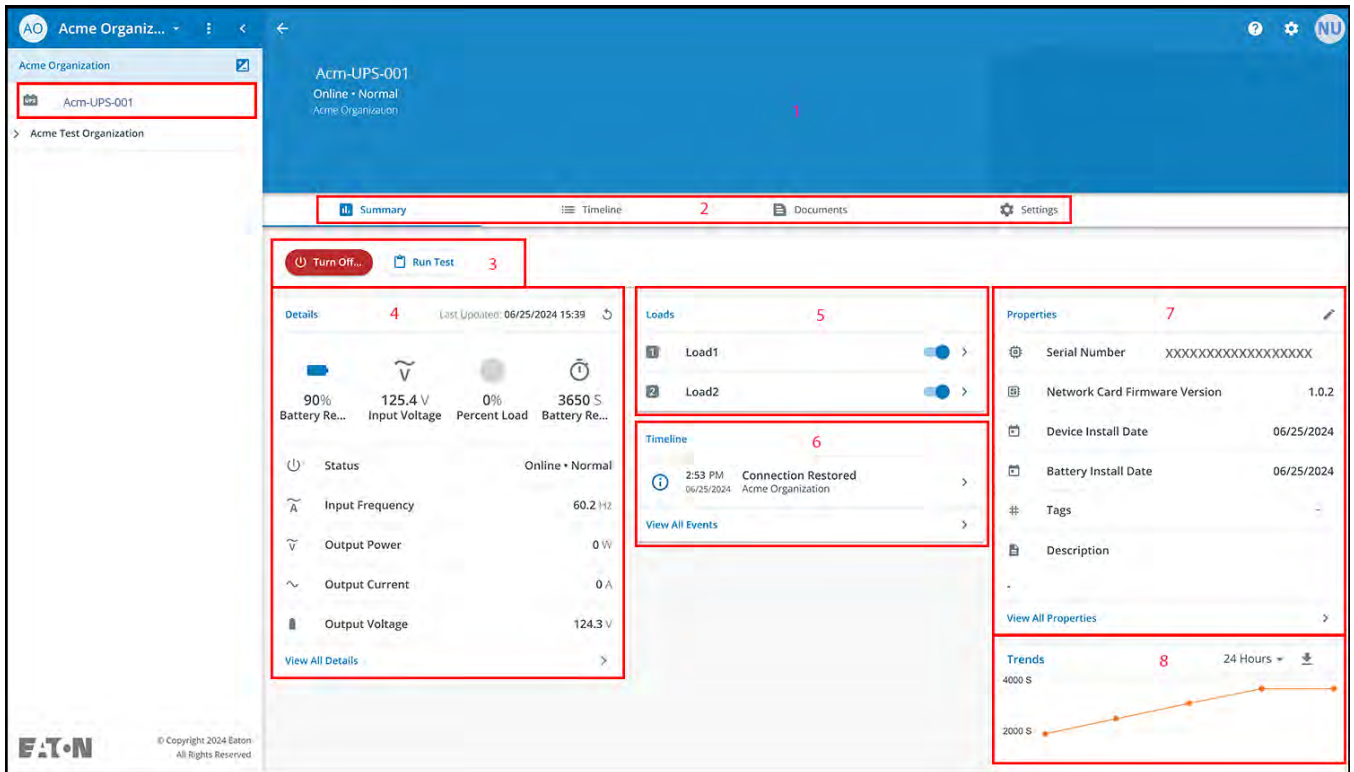 AO Acme Organiz...
NU
Acme Organization
Acm-UPS-001
Acme Test Organization
Acm-UPS-001
Online • Normal
Acme Organization
1
Summary
Timeline
2
Documents
Settings
Turn Off...
Run Test
3
Details
4
Last Updated: 06/25/2024 15:39
90%
Battery Re...
125.4 V
Input Voltage
0%
Percent Load
3650 S
Battery Re...
Status Online • Normal
Input Frequency 60.2 Hz
Output Power 0 W
Output Current 0 A
Output Voltage 124.3 V
View All Details
Loads
5
1 Load1
2 Load2
Timeline
6
2:53 PM Connection Restored
06/25/2024 Acme Organization
View All Events
Properties
7
Serial Number XXXXXXXXXXXXXXXXXX
Network Card Firmware Version 1.0.2
Device Install Date 06/25/2024
Battery Install Date 06/25/2024
# Tags -
Description
-
View All Properties
Trends
8
24 Hours
4000 S
2000 S
EATON
© Copyright 2024 Eaton
All Rights Reserved